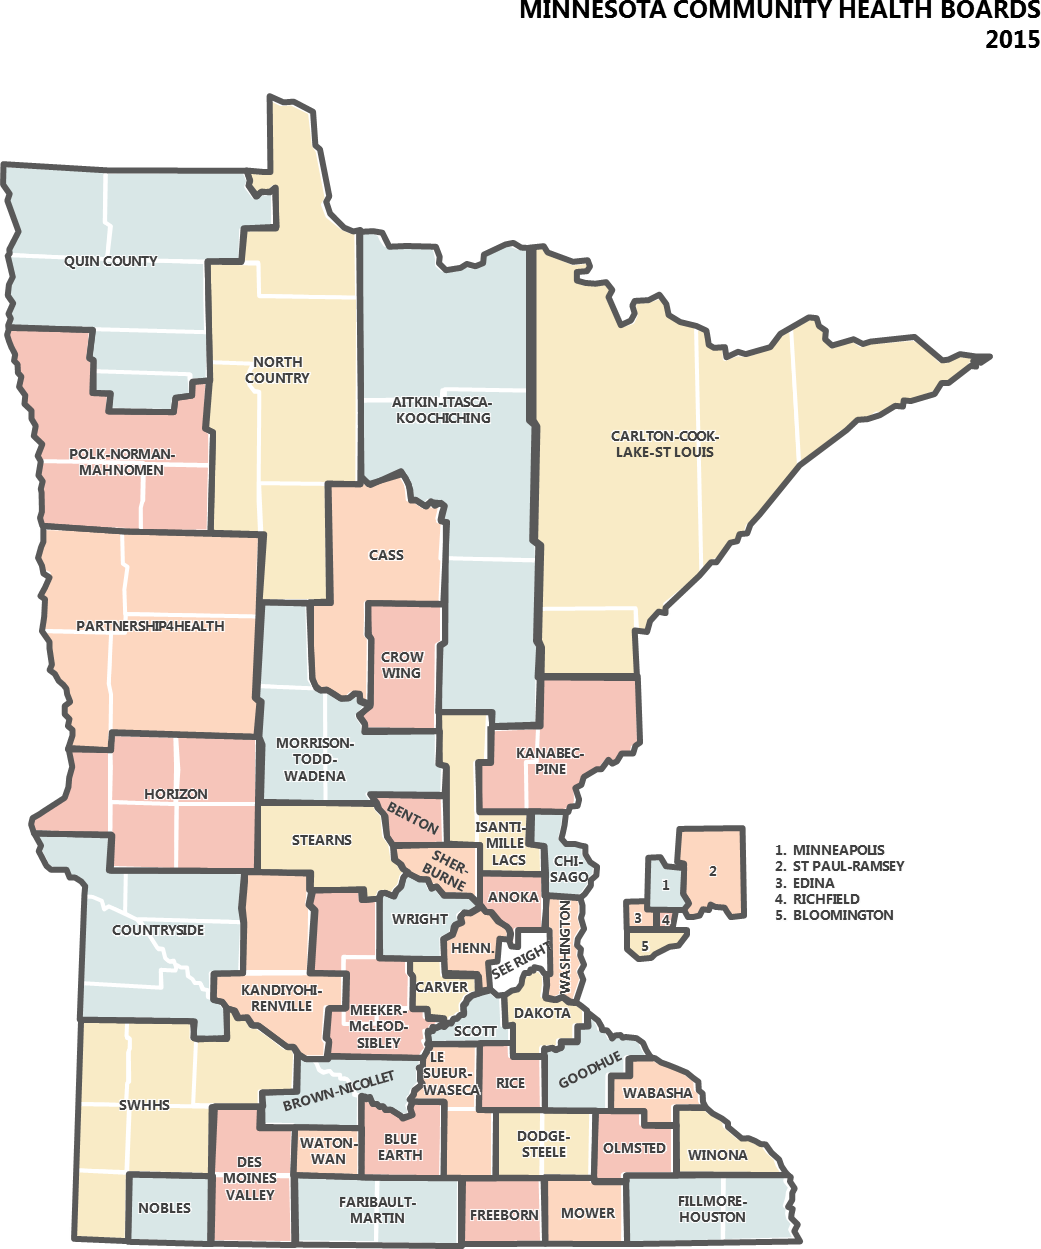 MINNESOTA COMMUNITY HEALTH BOARDS
2015
QUIN COUNTY
NORTH
COUNTRY
AITKIN-ITASCA-
KOOCHICHING
CARLTON-COOK-
LAKE-ST LOUIS
POLK-NORMAN-
MAHNOMEN
CASS
PARTNERSHIP4HEALTH
CROW
WING
MORRISON-
TODD-
WADENA
KANABEC-
PINE
HORIZON
BENTON
STEARNS
ISANTI-
MILLE
LACS
CHI-
SAGO
SHER-
BURNE
ANOKA
WRIGHT
COUNTRYSIDE
HENN.
SEE RIGHT
WASHINGTON
KANDIYOHI-
RENVILLE
CARVER
MEEKER-
McLEOD-
SIBLEY
DAKOTA
SCOTT
LE
SUEUR-
WASECA
RICE
GOODHUE
WABASHA
BROWN-NICOLLET
SWHHS
WATON-
WAN
BLUE
EARTH
DODGE-
STEELE
OLMSTED
WINONA
DES
MOINES
VALLEY
NOBLES
FARIBAULT-
MARTIN
FREEBORN
MOWER
FILLMORE-
HOUSTON
1
2
3
4
5
1. MINNEAPOLIS
2. ST PAUL-RAMSEY
3. EDINA
4. RICHFIELD
5. BLOOMINGTON